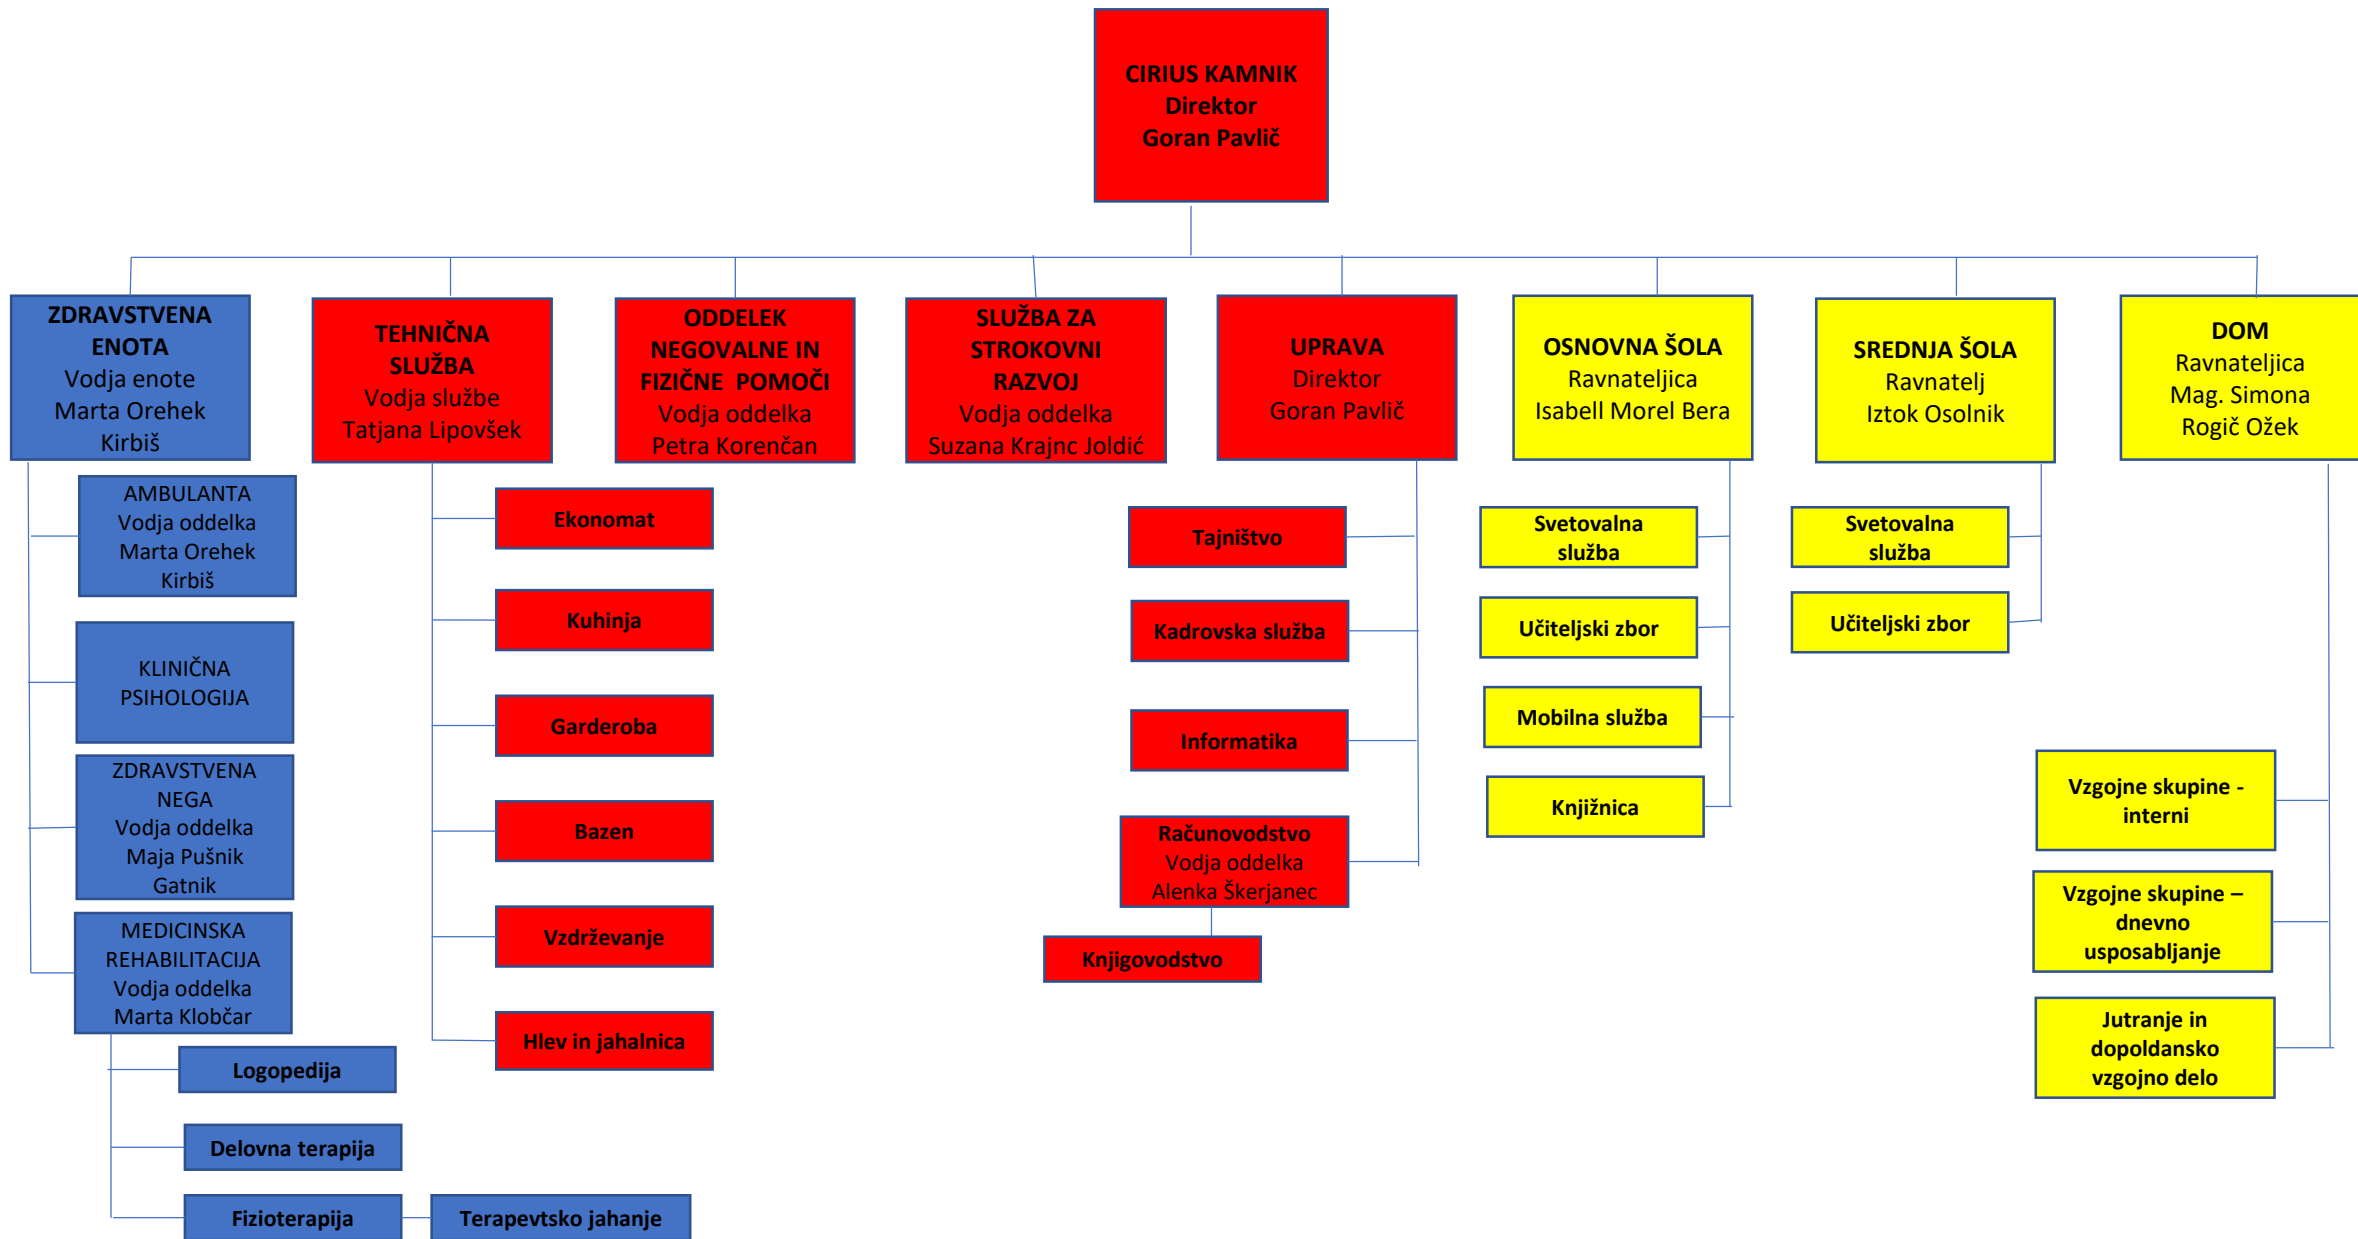 CIRIUS KAMNIK
Direktor
Goran Pavlič
ZDRAVSTVENA
ENOTA
Vodja enote
Marta Orehek
Kirbiš
TEHNIČNA
SLUŽBA
Vodja službe
Tatjana Lipovšek
ODDELEK
NEGOVALNE IN
FIZIČNE POMOČI
Vodja oddelka
Petra Korenčan
SLUŽBA ZA
STROKOVNI
RAZVOJ
Vodja oddelka
Suzana Krajnc Joldić
UPRAVA
Direktor
Goran Pavlič
OSNOVNA ŠOLA
Ravnateljica
Isabell Morel Bera
SREDNJA ŠOLA
Ravnatelj
Iztok Osolnik
DOM
Ravnateljica
Mag. Simona
Rogič Ožek
AMBULANTA
Vodja oddelka
Marta Orehek
Kirbiš
KLINIČNA
PSIHOLOGIJA
ZDRAVSTVENA
NEGA
Vodja oddelka
Maja Pušnik
Gatnik
MEDICINSKA
REHABILITACIJA
Vodja oddelka
Marta Klobčar
Logopedija
Delovna terapija
Fizioterapija
Terapevtsko jahanje
Ekonomat
Kuhinja
Garderoba
Bazen
Vzdrževanje
Hlev in jahalnica
Tajništvo
Kadrovska služba
Informatika
Računovodstvo
Vodja oddelka
Alenka Škerjanec
Knjigovodstvo
Svetovalna
služba
Učiteljski zbor
Mobilna služba
Knjižnica
Svetovalna
služba
Učiteljski zbor
Vzgojne skupine -
interni
Vzgojne skupine –
dnevno
usposabljanje
Jutranje in
dopoldansko
vzgojno delo